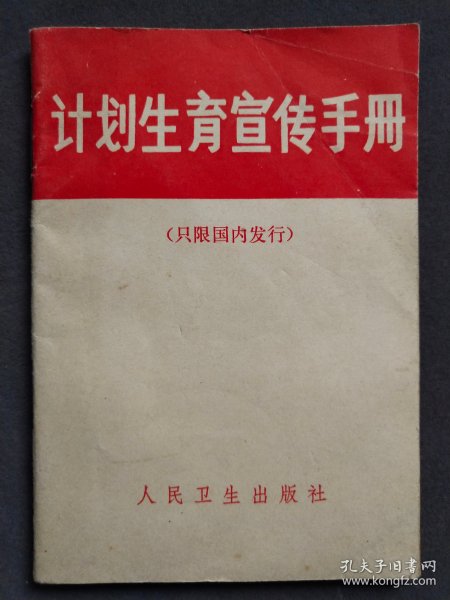 计划生育宣传手册
（只限国内发行）
人民卫生出版社
孔夫子旧书网
www.kongfz.com